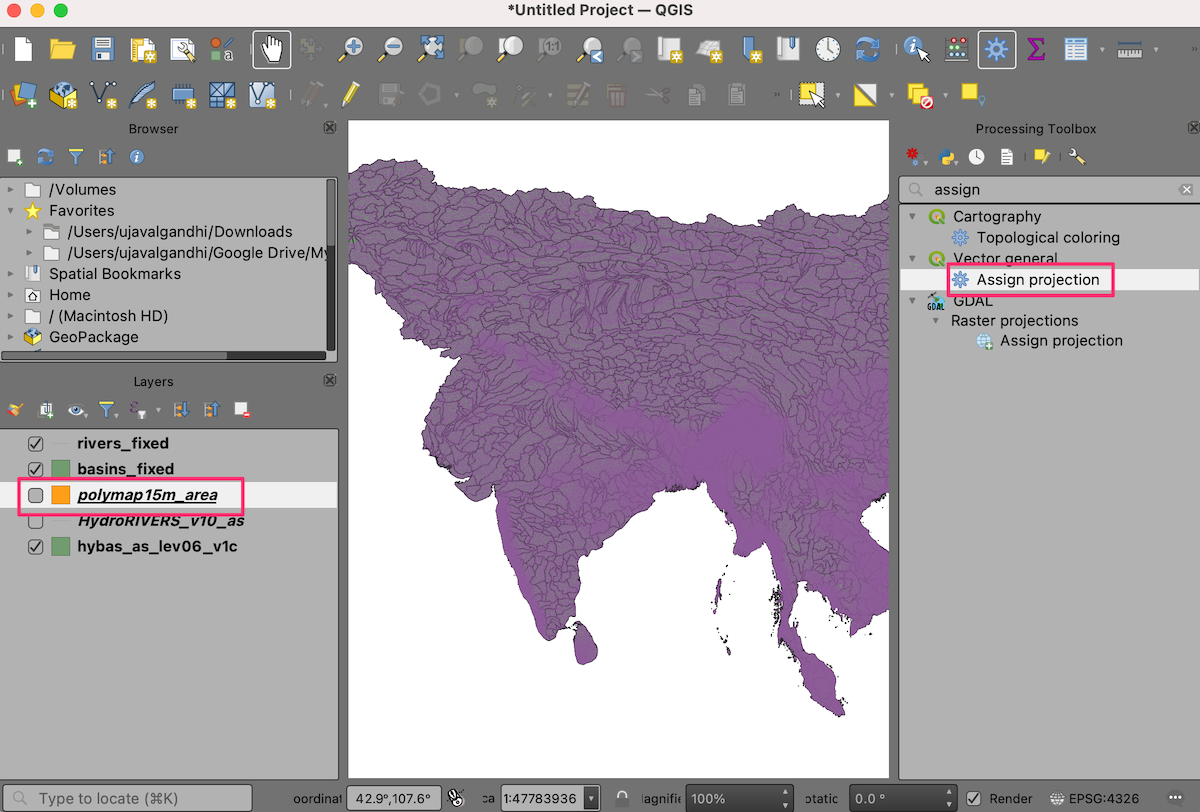 *Untitled Project — QGIS
a
1:1
Browser
/Volumes
Favorites
/Users/ujavalgandhi/Downloads
/Users/ujavalgandhi/Google Drive/My
Spatial Bookmarks
Home
/ (Macintosh HD)
GeoPackage
Layers
rivers_fixed
basins_fixed
polymap15m_area
HydroRIVERS_v10_as
hybas_as_lev06_v1c
Processing Toolbox
assign
Cartography
Topological coloring
Vector general
Assign projection
GDAL
GDAL
Raster projections
Assign projection
Type to locate (⌘K)
oordinat
42.9°,107.6°
ca
1:47783936
lagnifie
100%
otatic
0.0 °
Render
EPSG:4326